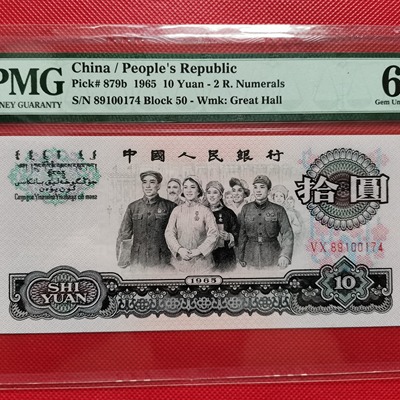 PMG
China / People's Republic
Pick# 879b 1965 10 Yuan - 2 R. Numerals
S/N 89100174 Block 50 - Wmk: Great Hall
NEY GUARANTY
6
Gem Un
中國人民銀行
拾圓
VX 89100174
1965
SHI
YUAN
10